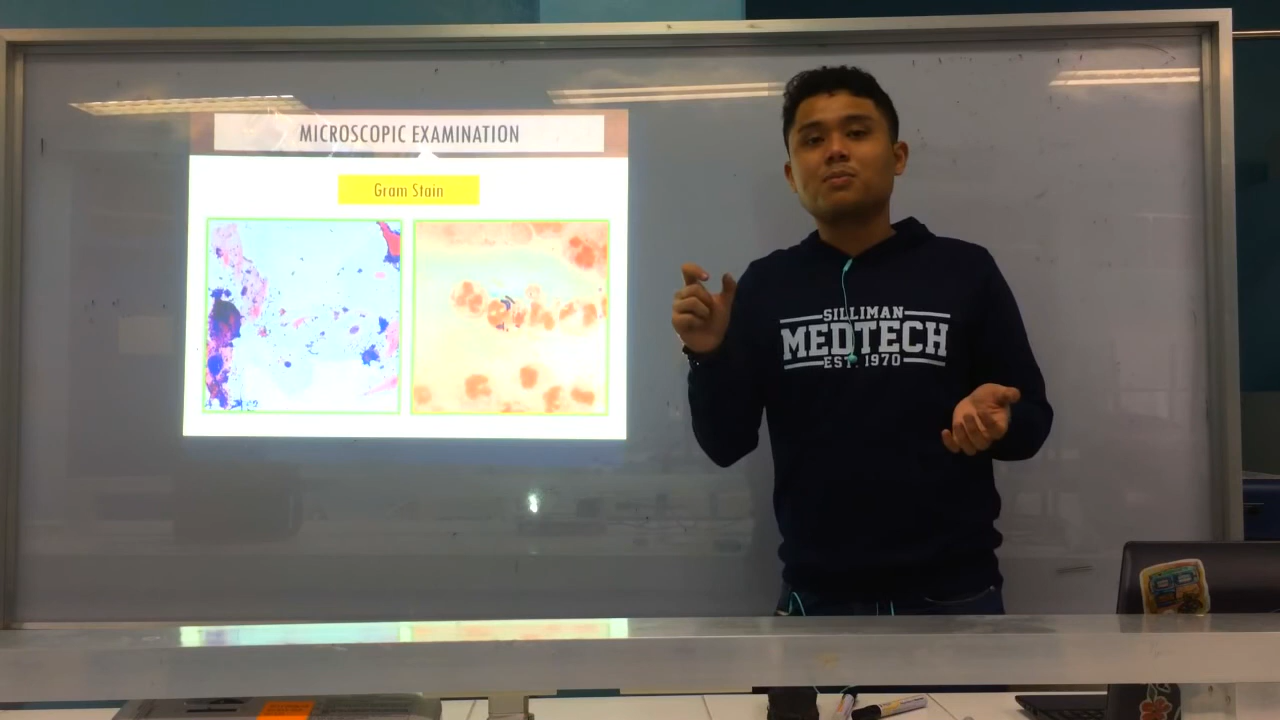 MICROSCOPIC EXAMINATION
Gram Stain
SILLIMAN
MEDTECH
EST. 1970